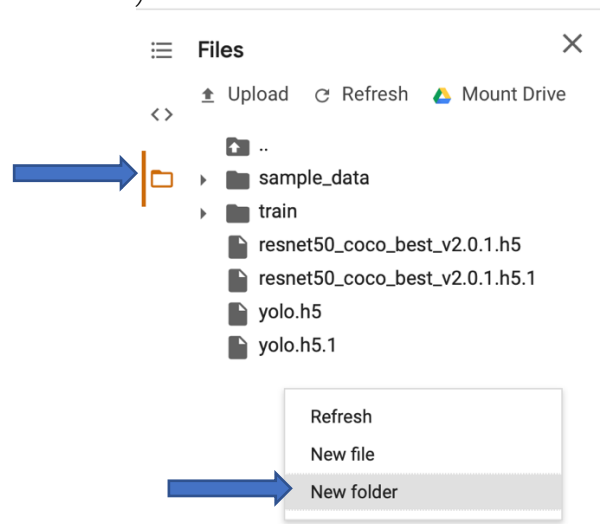 Files
Upload Refresh Mount Drive
..
sample_data
train
resnet50_coco_best_v2.0.1.h5
resnet50_coco_best_v2.0.1.h5.1
yolo.h5
yolo.h5.1
Refresh
New file
New folder